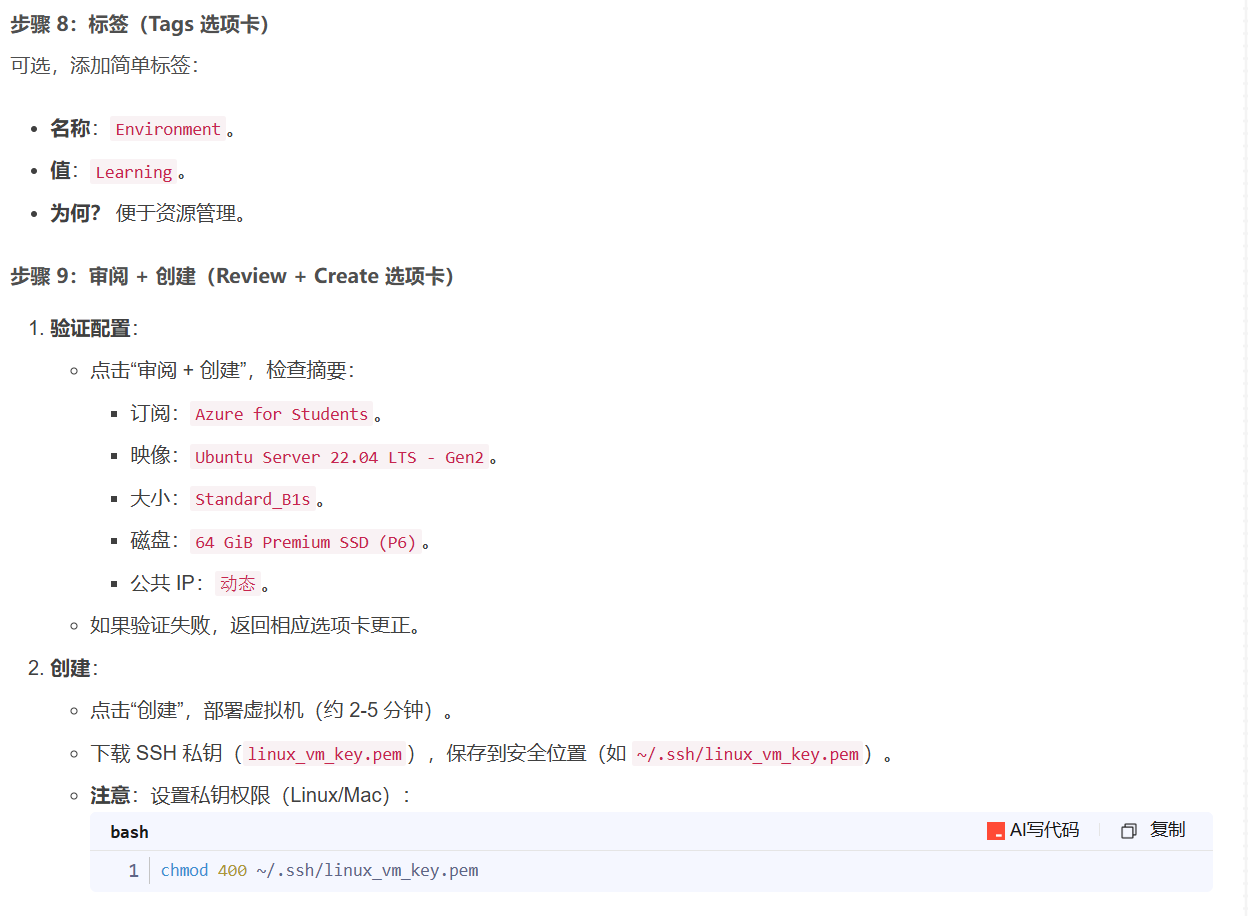 步骤 8：标签（Tags 选项卡）
可选，添加简单标签：
• 名称：Environment。
• 值：Learning。
• 为何？ 便于资源管理。
步骤 9：审阅 + 创建（Review + Create 选项卡）
1. 验证配置：
点击“审阅 + 创建”，检查摘要：
订阅：Azure for Students。
映像：Ubuntu Server 22.04 LTS - Gen2。
大小：Standard_B1s。
磁盘：64 GiB Premium SSD (P6)。
公共 IP：动态。
如果验证失败，返回相应选项卡更正。
2. 创建：
点击“创建”，部署虚拟机（约 2-5 分钟）。
下载 SSH 私钥（linux_vm_key.pem），保存到安全位置（如 ~/.ssh/linux_vm_key.pem）。
注意：设置私钥权限（Linux/Mac）：
bash AI写代码 复制
1 chmod 400 ~/.ssh/linux_vm_key.pem